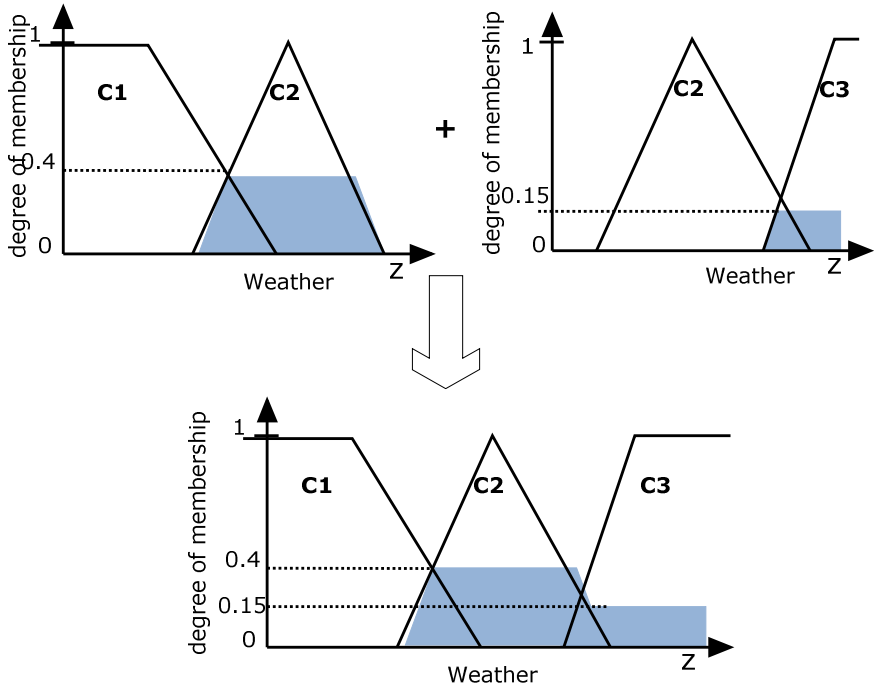 degree of membership
1
C1
C2
0.4
0
Z
Weather
+
degree of membership
1
C2
C3
0.15
0
Z
Weather
degree of membership
1
C1
C2
C3
0.4
0.15
0
Z
Weather